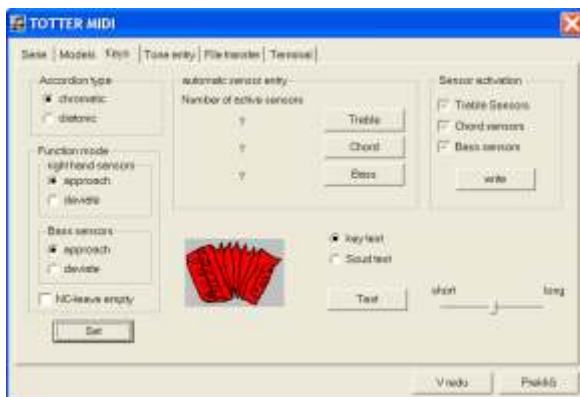 TOTTER MIDI
Serie Models Keys Tone entry File transfer Terminal
Accordion type
chromatic
diatonic
Function mode
right hand sensors
approach
deviate
Bass sensors
approach
deviate
NC-leave empty
Set
automatic sensor entry
Number of active sensors
? Treble
? Chord
? Bass
Sensor activation
Treble Sensors
Chord sensors
Bass sensors
write
key test
Soud test
Test
short long
V redu Prekliči